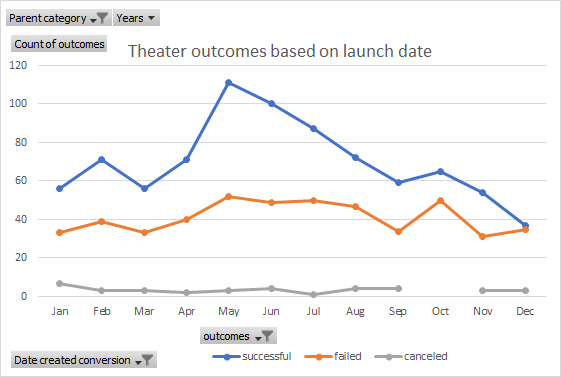 Parent category Years
Count of outcomes
Theater outcomes based on launch date
120
100
80
60
40
20
0
Jan Feb Mar Apr May Jun Jul Aug Sep Oct Nov Dec
outcomes
successful failed canceled
Date created conversion